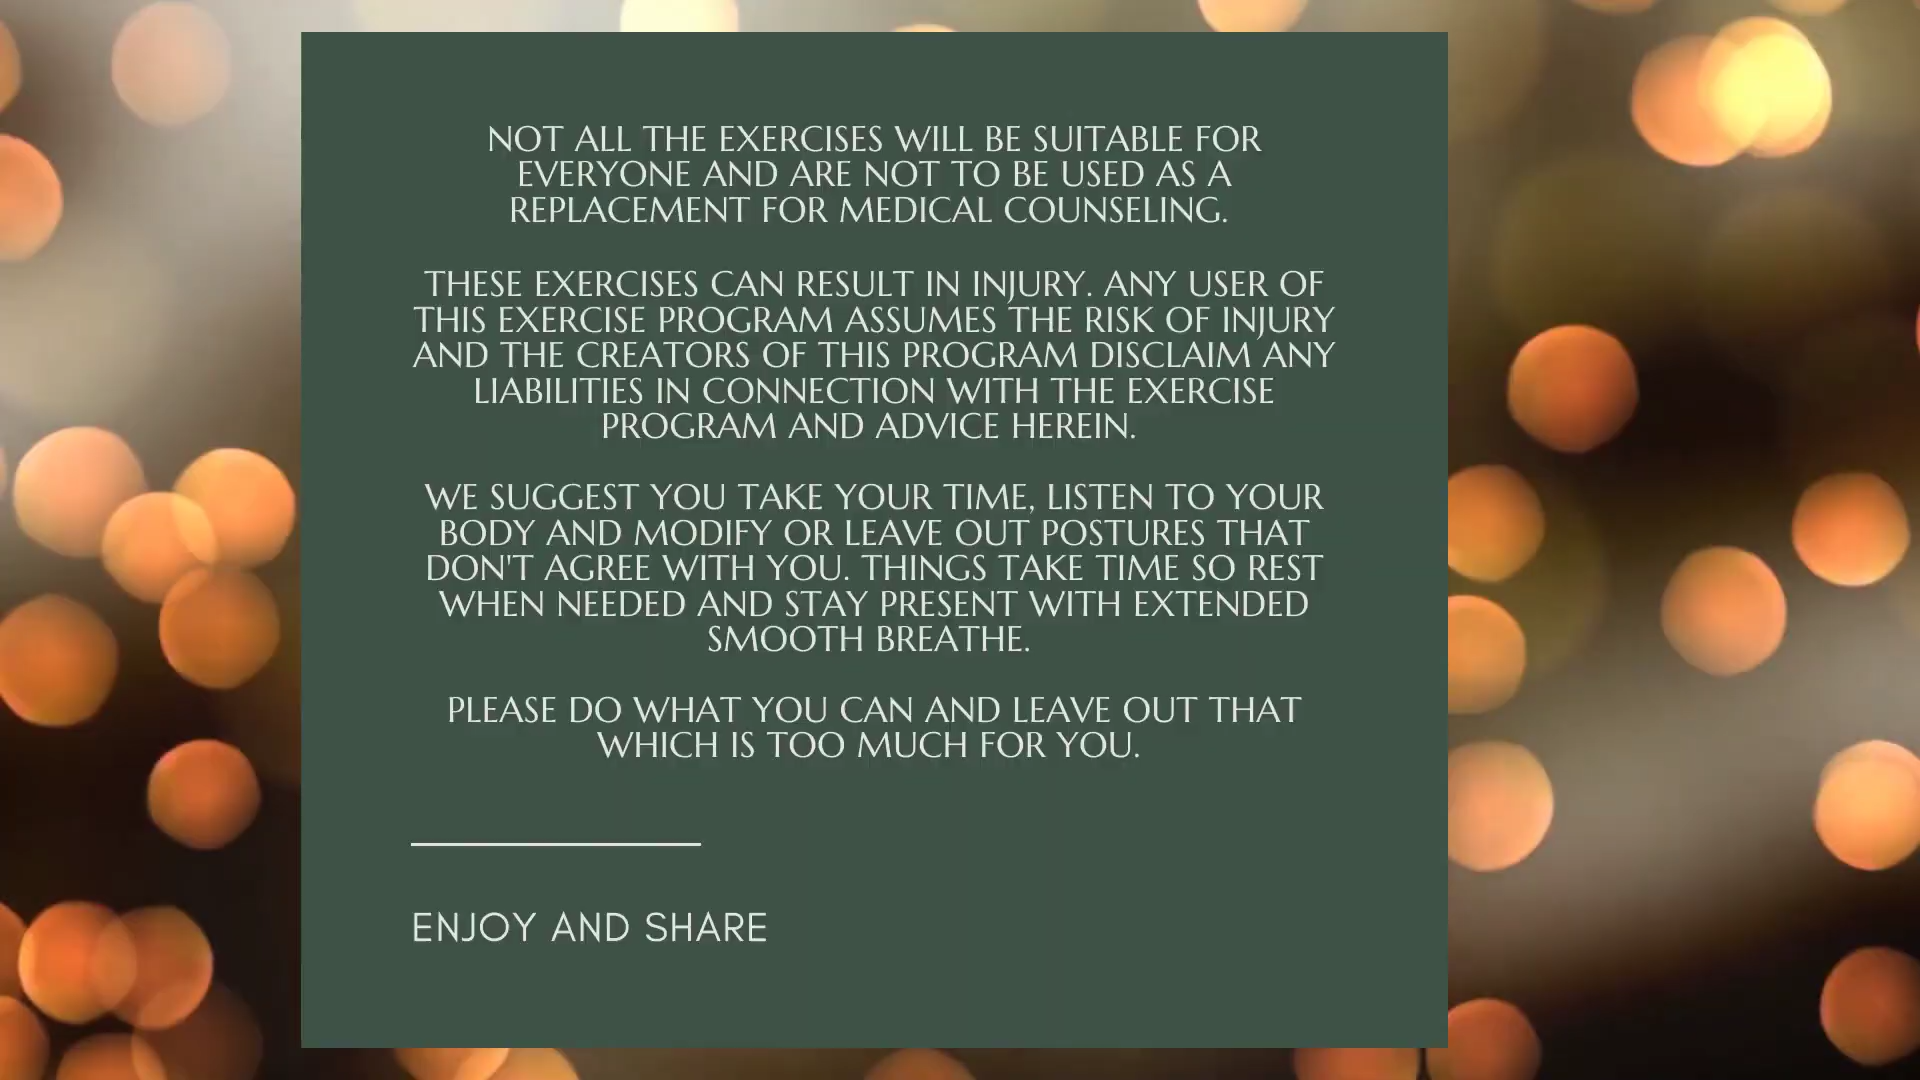 NOT ALL THE EXERCISES WILL BE SUITABLE FOR
EVERYONE AND ARE NOT TO BE USED AS A
REPLACEMENT FOR MEDICAL COUNSELING.
THESE EXERCISES CAN RESULT IN INJURY. ANY USER OF
THIS EXERCISE PROGRAM ASSUMES THE RISK OF INJURY
AND THE CREATORS OF THIS PROGRAM DISCLAIM ANY
LIABILITIES IN CONNECTION WITH THE EXERCISE
PROGRAM AND ADVICE HEREIN.
WE SUGGEST YOU TAKE YOUR TIME, LISTEN TO YOUR
BODY AND MODIFY OR LEAVE OUT POSTURES THAT
DON'T AGREE WITH YOU. THINGS TAKE TIME SO REST
WHEN NEEDED AND STAY PRESENT WITH EXTENDED
SMOOTH BREATHE.
PLEASE DO WHAT YOU CAN AND LEAVE OUT THAT
WHICH IS TOO MUCH FOR YOU.
ENJOY AND SHARE